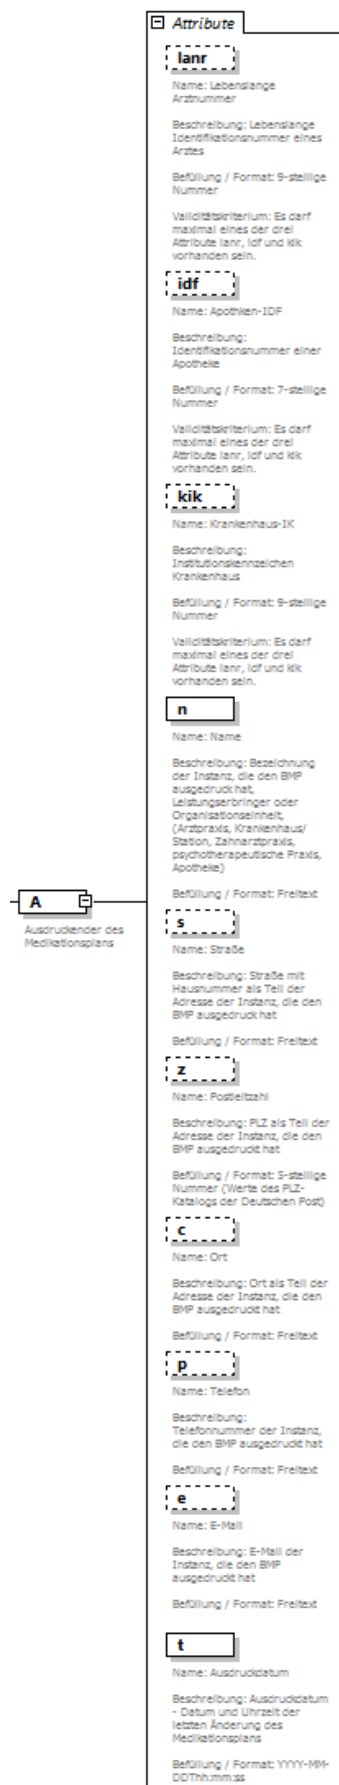 Attribute
lanr
Name: Lebenslange
Arztnummer
Beschreibung: Lebenslange
Identifikationsnummer eines
Arztes
Befüllung / Format: 9-stellige
Nummer
Validitätskriterium: Es darf
maximal eines der drei
Attribute lanr, idf und kik
vorhanden sein.
idf
Name: Apothken-IDF
Beschreibung:
Identifikationsnummer einer
Apotheke
Befüllung / Format: 7-stellige
Nummer
Validitätskriterium: Es darf
maximal eines der drei
Attribute lanr, idf und kik
vorhanden sein.
kik
Name: Krankenhaus-IK
Beschreibung:
Institutionskennzeichen
Krankenhaus
Befüllung / Format: 9-stellige
Nummer
Validitätskriterium: Es darf
maximal eines der drei
Attribute lanr, idf und kik
vorhanden sein.
n
Name: Name
Beschreibung: Bezeichnung
der Instanz, die den BMP
ausgedruck hat,
Leistungserbringer oder
Organisationseinheit,
(Arztpraxis, Krankenhaus/
Station, Zahnarztpraxis,
psychotherapeutische Praxis,
Apotheke)
Befüllung / Format: Freitext
A
Ausdruckender des
Medikationsplans
s
Name: Straße
Beschreibung: Straße mit
Hausnummer als Teil der
Adresse der Instanz, die den
BMP ausgedruck hat
Befüllung / Format: Freitext
z
Name: Postleitzahl
Beschreibung: PLZ als Teil der
Adresse der Instanz, die den
BMP ausgedruckt hat
Befüllung / Format: 5-stellige
Nummer (Werte des PLZ-
Katalogs der Deutschen Post)
c
Name: Ort
Beschreibung: Ort als Teil der
Adresse der Instanz, die den
BMP ausgedruckt hat
Befüllung / Format: Freitext
p
Name: Telefon
Beschreibung:
Telefonnummer der Instanz,
die den BMP ausgedruckt hat
Befüllung / Format: Freitext
e
Name: E-Mail
Beschreibung: E-Mail der
Instanz, die den BMP
ausgedruckt hat
Befüllung / Format: Freitext
t
Name: Ausdruckdatum
Beschreibung: Ausdruckdatum
- Datum und Uhrzeit der
letzten Änderung des
Medikationsplans
Befüllung / Format: YYYY-MM-
DDThh:mm:ss